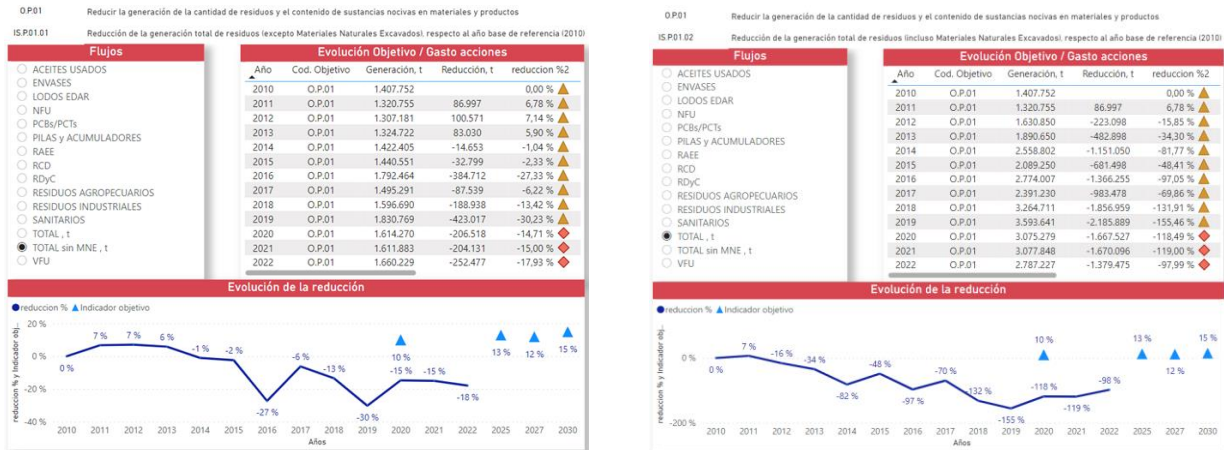 O.P.01 Reducir la generación de la cantidad de residuos y el contenido de sustancias nocivas en materiales y productos
IS.P.01.01 Reducción de la generación total de residuos (excepto Materiales Naturales Excavados), respecto al año base de referencia (2010)
Flujos
ACEITES USADOS
ENVASES
LODOS EDAR
NFU
PCBs/PCTs
PILAS y ACUMULADORES
RAEE
RCD
RDyC
RESIDUOS AGROPECUARIOS
RESIDUOS INDUSTRIALES
SANITARIOS
TOTAL , t
TOTAL sin MNE , t
VFU
Evolución Objetivo / Gasto acciones
Año Cod. Objetivo Generación, t Reducción, t reduccion %2
2010 O.P.01 1.407.752 0,00 %
2011 O.P.01 1.320.755 86.997 6,78 %
2012 O.P.01 1.307.181 100.571 7,14 %
2013 O.P.01 1.324.722 83.030 5,90 %
2014 O.P.01 1.422.405 -14.653 -1,04 %
2015 O.P.01 1.440.551 -32.799 -2,33 %
2016 O.P.01 1.792.464 -384.712 -27,33 %
2017 O.P.01 1.495.291 -87.539 -6,22 %
2018 O.P.01 1.596.690 -188.938 -13,42 %
2019 O.P.01 1.830.769 -423.017 -30,23 %
2020 O.P.01 1.614.270 -206.518 -14,71 %
2021 O.P.01 1.611.883 -204.131 -15,00 %
2022 O.P.01 1.660.229 -252.477 -17,93 %
Evolución de la reducción
reduccion % Indicador objetivo
reduccion % y Indicador obj...
20 %
0 %
-20 %
-40 %
0 % 7 % 7 % 6 % -1 % -2 % -27 % -6 % -13 % -30 % 10 % -15 % -15 % -18 % 13 % 12 % 15 %
2010 2011 2012 2013 2014 2015 2016 2017 2018 2019 2020 2021 2022 2025 2027 2030
Años
O.P.01 Reducir la generación de la cantidad de residuos y el contenido de sustancias nocivas en materiales y productos
IS.P.01.02 Reducción de la generación total de residuos (incluso Materiales Naturales Excavados), respecto al año base de referencia (2010)
Flujos
ACEITES USADOS
ENVASES
LODOS EDAR
NFU
PCBs/PCTs
PILAS y ACUMULADORES
RAEE
RCD
RDyC
RESIDUOS AGROPECUARIOS
RESIDUOS INDUSTRIALES
SANITARIOS
TOTAL , t
TOTAL sin MNE , t
VFU
Evolución Objetivo / Gasto acciones
Año Cod. Objetivo Generación, t Reducción, t reduccion %2
2010 O.P.01 1.407.752 0,00 %
2011 O.P.01 1.320.755 86.997 6,78 %
2012 O.P.01 1.630.850 -223.098 -15,85 %
2013 O.P.01 1.890.650 -482.898 -34,30 %
2014 O.P.01 2.558.802 -1.151.050 -81,77 %
2015 O.P.01 2.089.250 -681.498 -48,41 %
2016 O.P.01 2.774.007 -1.366.255 -97,05 %
2017 O.P.01 2.391.230 -983.478 -69,86 %
2018 O.P.01 3.264.711 -1.856.959 -131,91 %
2019 O.P.01 3.593.641 -2.185.889 -155,46 %
2020 O.P.01 3.075.279 -1.667.527 -118,49 %
2021 O.P.01 3.077.848 -1.670.096 -119,00 %
2022 O.P.01 2.787.227 -1.379.475 -97,99 %
Evolución de la reducción
reduccion % Indicador objetivo
reduccion % y Indicador obj...
0 %
-200 %
0 % 7 % -16 % -34 % -82 % -48 % -97 % -70 % -132 % -155 % 10 % -118 % -119 % -98 % 13 % 12 % 15 %
2010 2011 2012 2013 2014 2015 2016 2017 2018 2019 2020 2021 2022 2025 2027 2030
Años